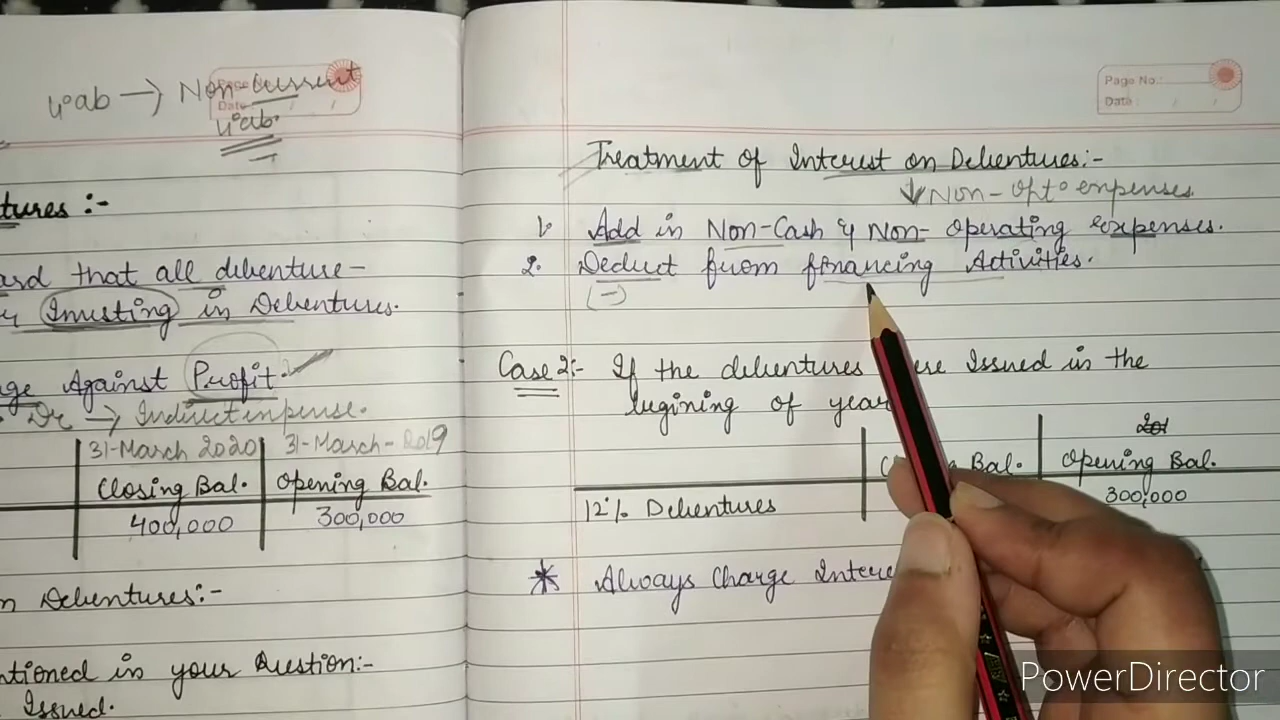 Liab → Non-Current
Liab.
tures :-
ard that all debenture-
Investing in Debentures.
ge Against Profit.
Dr → Indirect expense.
31-March 2020 31-March-2019
Closing Bal. Opening Bal.
400,000 300,000
n Debentures:-
ntioned in your Question:-
Issued.
Page No.:
Date: / /
Treatment of Interest on Debentures:-
↓ Non-Opt° expenses
1. Add in Non-Cash & Non-Operating expenses.
2. Deduct from financing Activities.
(-)
Case 2:- If the debentures were Issued in the
begining of year
Bal. Opening Bal.
12% Debentures 300,000
* Always Charge Intere
PowerDirector